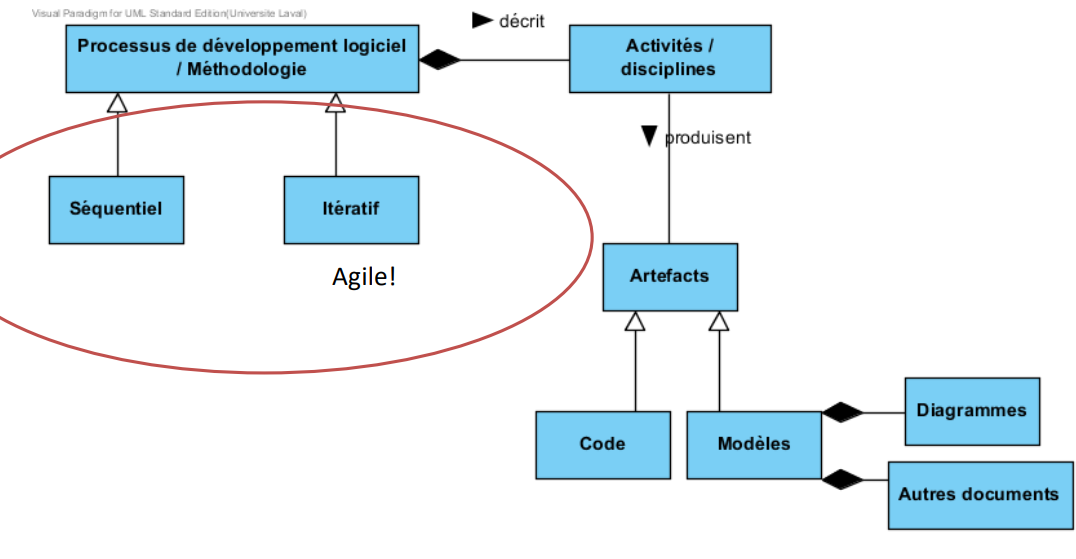 Visual Paradigm for UML Standard Edition(Universite Laval)
décrit
Processus de développement logiciel
/ Méthodologie
Activités /
disciplines
produisent
Séquentiel
Itératif
Agile!
Artefacts
Code
Modèles
Diagrammes
Autres documents